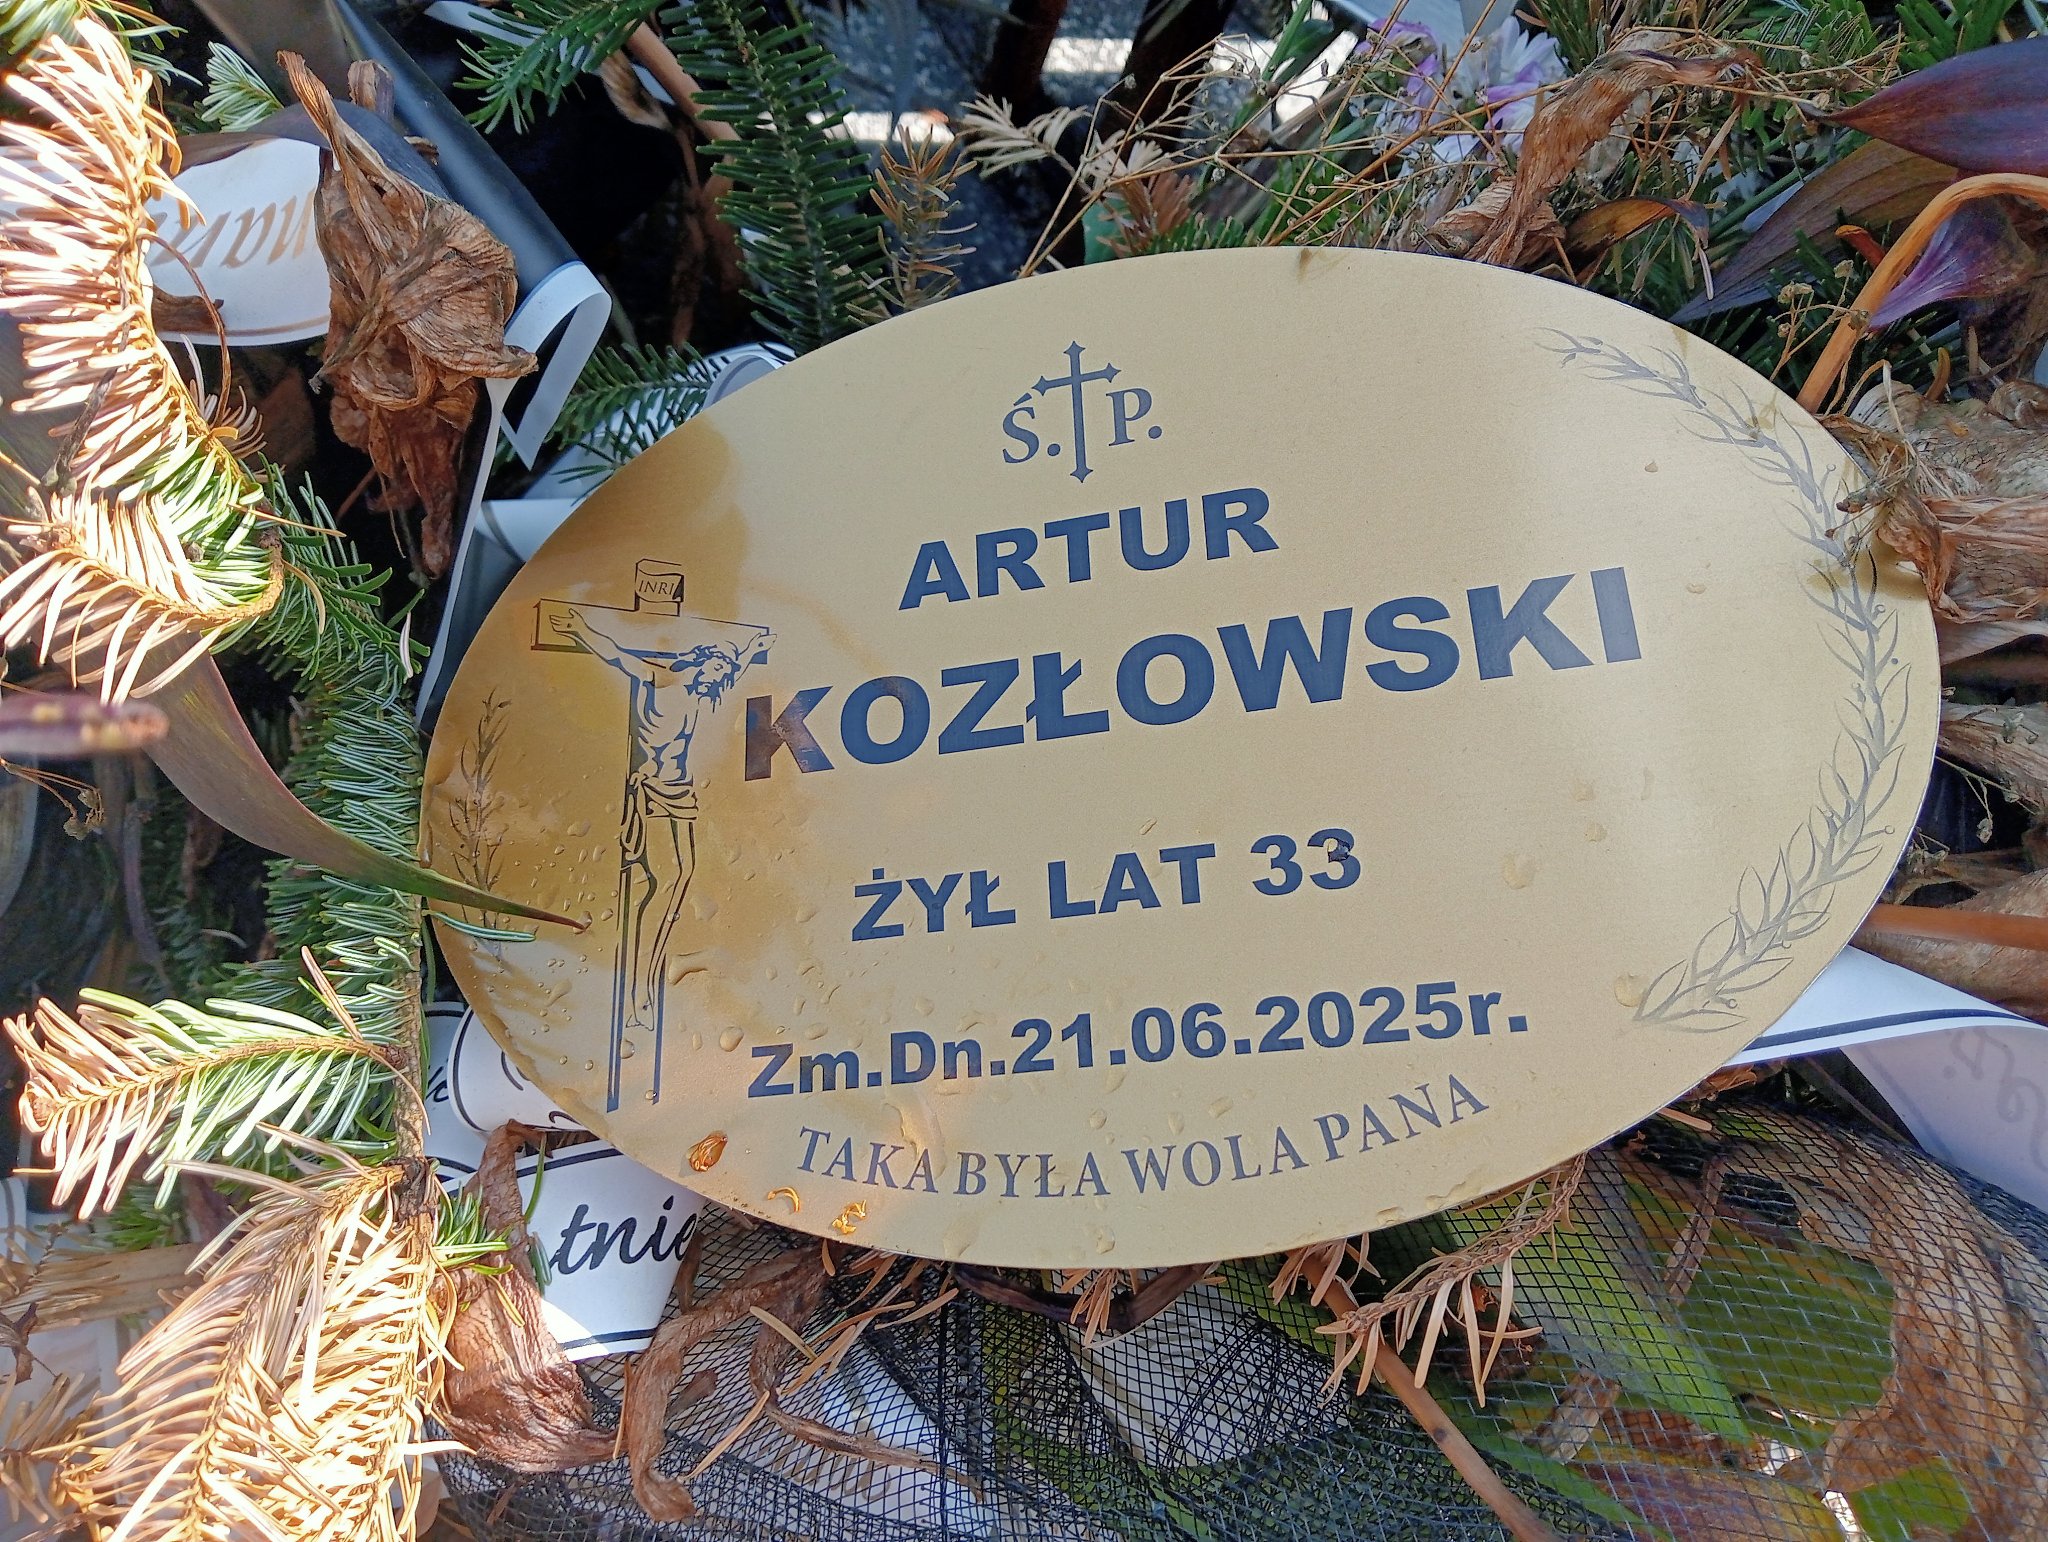 Ś. P.
ARTUR
INRI
KOZŁOWSKI
ŻYŁ LAT 33
Zm.Dn.21.06.2025r.
TAKA BYŁA WOLA PANA